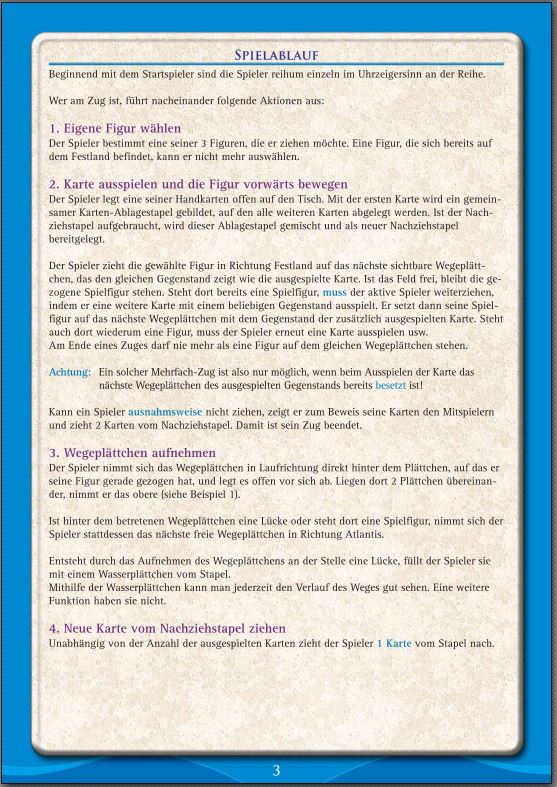 SPIELABLAUF
Beginnend mit dem Startspieler sind die Spieler reihum einzeln im Uhrzeigersinn an der Reihe.
Wer am Zug ist, führt nacheinander folgende Aktionen aus:
1. Eigene Figur wählen
Der Spieler bestimmt eine seiner 3 Figuren, die er ziehen möchte. Eine Figur, die sich bereits auf
dem Festland befindet, kann er nicht mehr auswählen.
2. Karte ausspielen und die Figur vorwärts bewegen
Der Spieler legt eine seiner Handkarten offen auf den Tisch. Mit der ersten Karte wird ein gemein-
samer Karten-Ablagestapel gebildet, auf den alle weiteren Karten abgelegt werden. Ist der Nach-
ziehstapel aufgebraucht, wird dieser Ablagestapel gemischt und als neuer Nachziehstapel
bereitgelegt.
Der Spieler zieht die gewählte Figur in Richtung Festland auf das nächste sichtbare Wegeplätt-
chen, das den gleichen Gegenstand zeigt wie die ausgespielte Karte. Ist das Feld frei, bleibt die ge-
zogene Spielfigur stehen. Steht dort bereits eine Spielfigur, muss der aktive Spieler weiterziehen,
indem er eine weitere Karte mit einem beliebigen Gegenstand ausspielt. Er setzt dann seine Spiel-
figur auf das nächste Wegeplättchen mit dem Gegenstand der zusätzlich ausgespielten Karte. Steht
auch dort wiederum eine Figur, muss der Spieler erneut eine Karte ausspielen usw.
Am Ende eines Zuges darf nie mehr als eine Figur auf dem gleichen Wegeplättchen stehen.
Achtung: Ein solcher Mehrfach-Zug ist also nur möglich, wenn beim Ausspielen der Karte das
nächste Wegeplättchen des ausgespielten Gegenstands bereits besetzt ist!
Kann ein Spieler ausnahmsweise nicht ziehen, zeigt er zum Beweis seine Karten den Mitspielern
und zieht 2 Karten vom Nachziehstapel. Damit ist sein Zug beendet.
3. Wegeplättchen aufnehmen
Der Spieler nimmt sich das Wegeplättchen in Laufrichtung direkt hinter dem Plättchen, auf das er
seine Figur gerade gezogen hat, und legt es offen vor sich ab. Liegen dort 2 Plättchen übereinan-
der, nimmt er das obere (siehe Beispiel 1).
Ist hinter dem betretenen Wegeplättchen eine Lücke oder steht dort eine Spielfigur, nimmt sich der
Spieler stattdessen das nächste freie Wegeplättchen in Richtung Atlantis.
Entsteht durch das Aufnehmen des Wegeplättchens an der Stelle eine Lücke, füllt der Spieler sie
mit einem Wasserplättchen vom Stapel.
Mithilfe der Wasserplättchen kann man jederzeit den Verlauf des Weges gut sehen. Eine weitere
Funktion haben sie nicht.
4. Neue Karte vom Nachziehstapel ziehen
Unabhängig von der Anzahl der ausgespielten Karten zieht der Spieler 1 Karte vom Stapel nach.
3